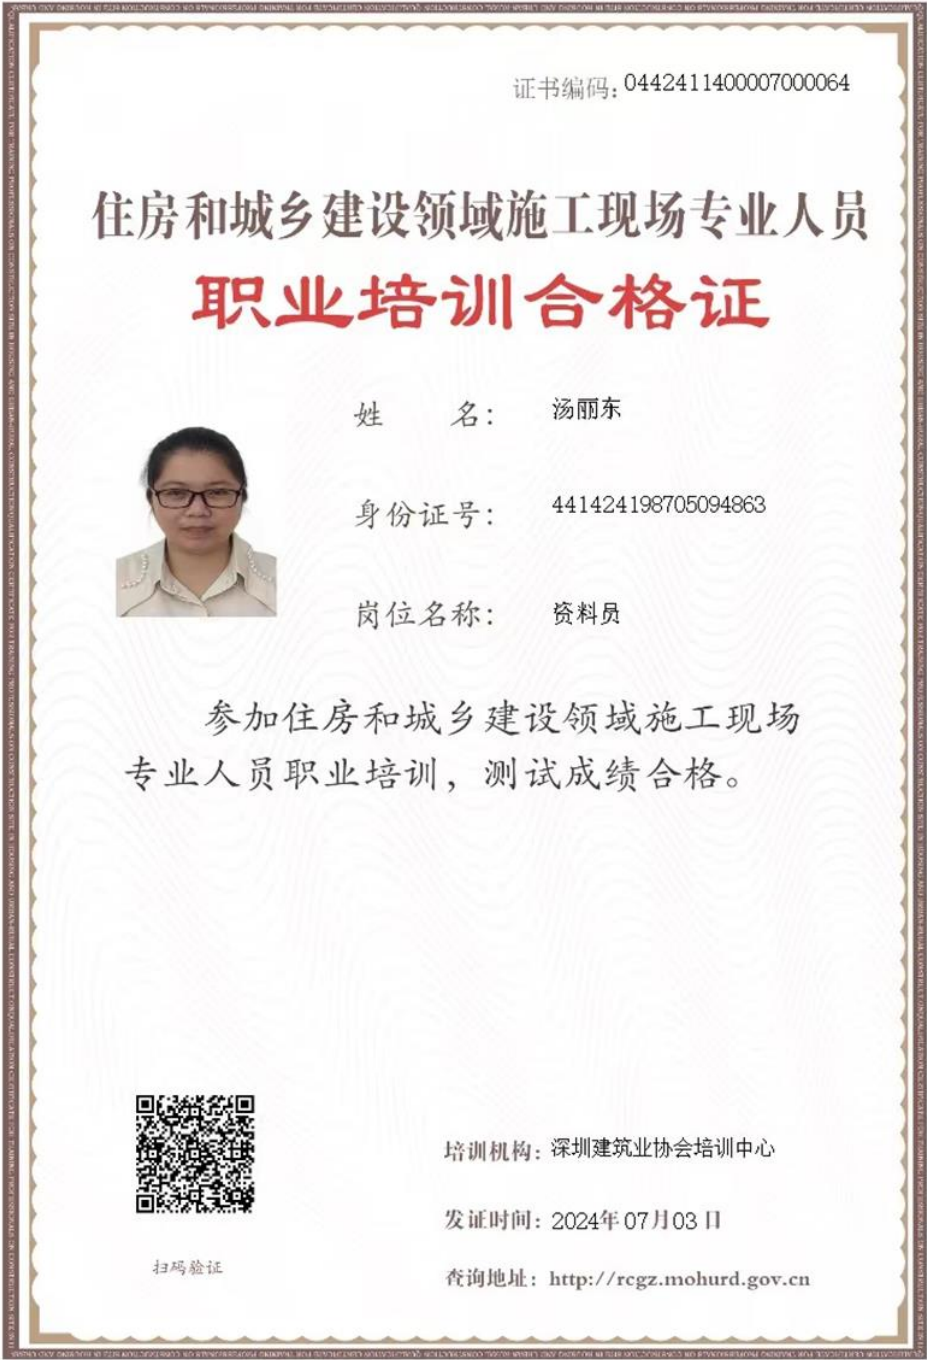 证书编码：0442411400007000064
住房和城乡建设领域施工现场专业人员
职业培训合格证
姓 名： 汤丽东
身份证号： 441424198705094863
岗位名称： 资料员
参加住房和城乡建设领域施工现场
专业人员职业培训，测试成绩合格。
培训机构：深圳建筑业协会培训中心
发证时间：2024年07月03日
扫码验证
查询地址：http://rcgz.mohurd.gov.cn